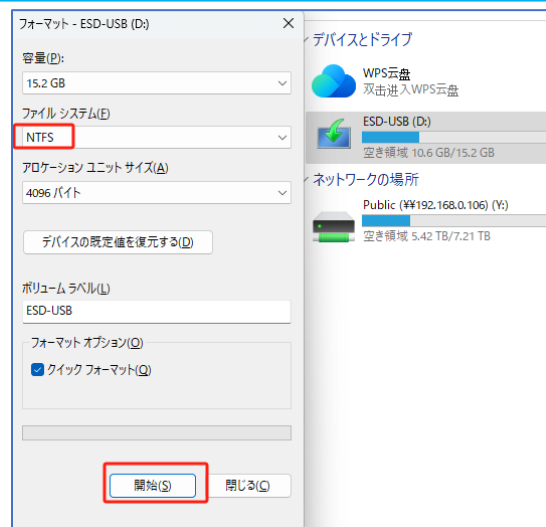 フォーマット - ESD-USB (D:)
容量(P):
15.2 GB
ファイル システム(F)
NTFS
アロケーション ユニット サイズ(A)
4096 バイト
デバイスの既定値を復元する(D)
ボリューム ラベル(L)
ESD-USB
フォーマット オプション(O)
クイック フォーマット(Q)
開始(S)
閉じる(C)
デバイスとドライブ
WPS云盘
双击进入WPS云盘
ESD-USB (D:)
空き領域 10.6 GB/15.2 GB
ネットワークの場所
Public (¥¥192.168.0.106) (Y:)
空き領域 5.42 TB/7.21 TB